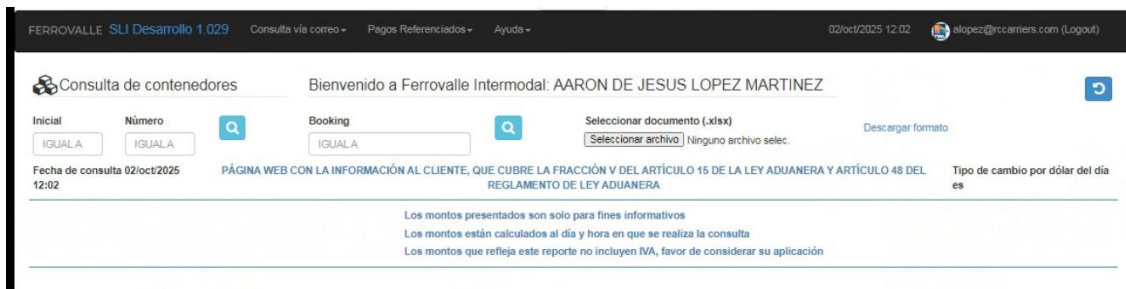 FERROVALLE SLI Desarrollo 1.029 Consulta vía correo Pagos Referenciados Ayuda 02/oct/2025 12:02 alopez@rccarriers.com (Logout)
Consulta de contenedores Bienvenido a Ferrovalle Intermodal: AARON DE JESUS LOPEZ MARTINEZ
Inicial Número Booking Seleccionar documento (.xlsx)
IGUAL A IGUAL A IGUAL A Seleccionar archivo Ninguno archivo selec. Descargar formato
Fecha de consulta 02/oct/2025 PÁGINA WEB CON LA INFORMACIÓN AL CLIENTE, QUE CUBRE LA FRACCIÓN V DEL ARTÍCULO 15 DE LA LEY ADUANERA Y ARTÍCULO 48 DEL Tipo de cambio por dólar del día
12:02 REGLAMENTO DE LEY ADUANERA es
Los montos presentados son solo para fines informativos
Los montos están calculados al día y hora en que se realiza la consulta
Los montos que refleja este reporte no incluyen IVA, favor de considerar su aplicación